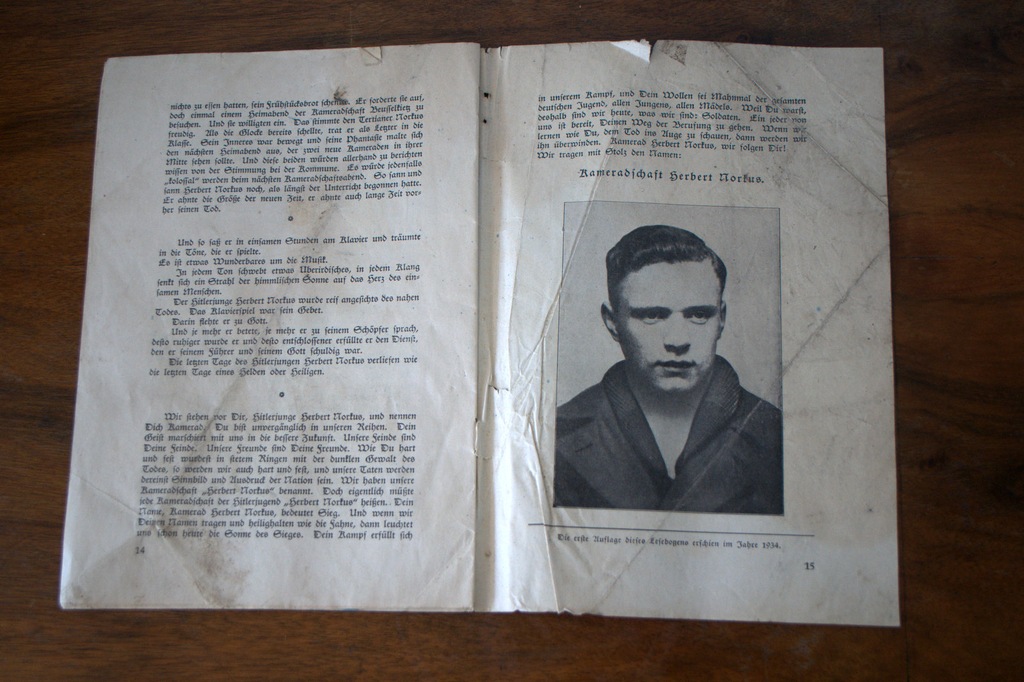 nichts zu essen hatten, sein Frühstücksbrot schenkte. Er forderte sie auf,
doch einmal einem Heimabend der Kameradschaft Beusselkietz zu
besuchen. Und sie willigten ein. Das stimmte den Tertianer Norkus
freudig. Als die Glocke bereits schellte, trat er als Letzter in die
Klasse. Sein Inneres war bewegt und seine Phantasie malte sich
den nächsten Heimabend aus, der zwei neue Kameraden in ihrer
Mitte sehen sollte. Und diese beiden würden allerhand zu berichten
wissen von der Stimmung bei der Kommune. Es würde jedenfalls
„kolossal“ werden beim nächsten Kameradschaftsabend. So sann und
sann Herbert Norkus noch, als längst der Unterricht begonnen hatte.
Er ahnte die Größe der neuen Zeit, er ahnte auch lange Zeit vor-
her seinen Tod.
Und so saß er in einsamen Stunden am Klavier und träumte
in die Töne, die er spielte.
Es ist etwas Wunderbares um die Musik.
In jedem Ton schwebt etwas Überirdisches, in jedem Klang
senkt sich ein Strahl der himmlischen Sonne auf das Herz des ein-
samen Menschen.
Der Hitlerjunge Herbert Norkus wurde reif angesichts des nahen
Todes. Das Klavierspiel war sein Gebet.
Darin flehte er zu Gott.
Und je mehr er betete, je mehr er zu seinem Schöpfer sprach,
desto ruhiger wurde er und desto entschlossener erfüllte er den Dienst,
den er seinem Führer und seinem Gott schuldig war.
Die letzten Tage des Hitlerjungen Herbert Norkus verliefen wie
die letzten Tage eines Helden oder Heiligen.
Wir stehen vor Dir, Hitlerjunge Herbert Norkus, und nennen
Dich Kamerad. Du bist unvergänglich in unseren Reihen. Dein
Geist marschiert mit uns in die bessere Zukunft. Unsere Feinde sind
Deine Feinde. Unsere Freunde sind Deine Freunde. Wie Du hart
und fest wurdest in stetem Ringen mit der dunklen Gewalt des
Todes, so werden wir auch hart und fest, und unsere Taten werden
dereinst Sinnbild und Ausdruck der Nation sein. Wir haben unsere
Kameradschaft „Herbert Norkus“ benannt. Doch eigentlich müßte
jede Kameradschaft der Hitlerjugend „Herbert Norkus“ heißen. Dein
Name, Kamerad Herbert Norkus, bedeutet Sieg. Und wenn wir
Deinen Namen tragen und heilighalten wie die Fahne, dann leuchtet
uns schon heute die Sonne des Sieges. Dein Kampf erfüllt sich
14
in unserem Kampf, und Dein Wollen sei Mahnmal der gesamten
deutschen Jugend, allen Jungens, allen Mädels. Weil Du warst,
deshalb sind wir heute, was wir sind: Soldaten. Ein jeder von
uns ist bereit, Deinen Weg der Berufung zu gehen. Wenn wir
lernen wie Du, dem Tod ins Auge zu schauen, dann werden wir
ihn überwinden. Kamerad Herbert Norkus, wir folgen Dir!
Wir tragen mit Stolz den Namen:
Kameradschaft Herbert Norkus.
Die erste Auflage dieses Lesebogens erschien im Jahre 1934.
15